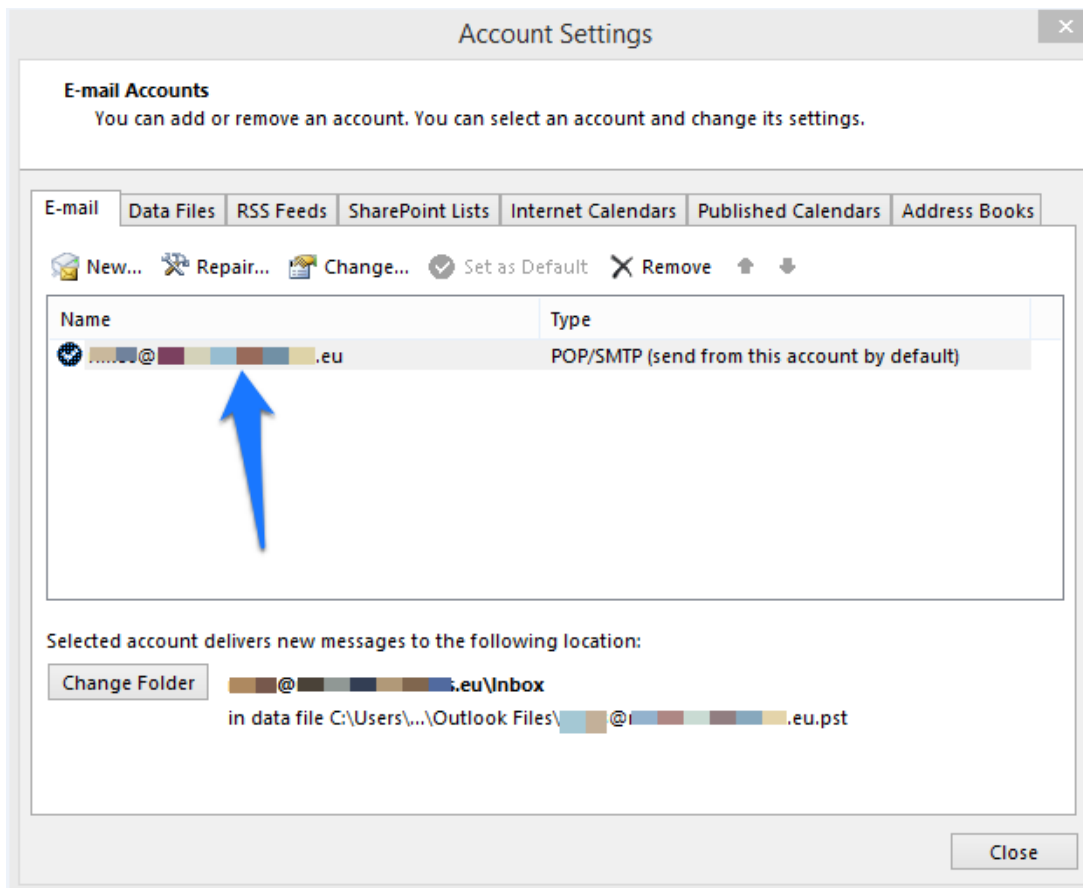 Account Settings
E-mail Accounts
You can add or remove an account. You can select an account and change its settings.
E-mail Data Files RSS Feeds SharePoint Lists Internet Calendars Published Calendars Address Books
New... Repair... Change... Set as Default Remove
Name Type
@ .eu POP/SMTP (send from this account by default)
Selected account delivers new messages to the following location:
Change Folder @ .eu\Inbox
in data file C:\Users\...\Outlook Files\ @ .eu.pst
Close